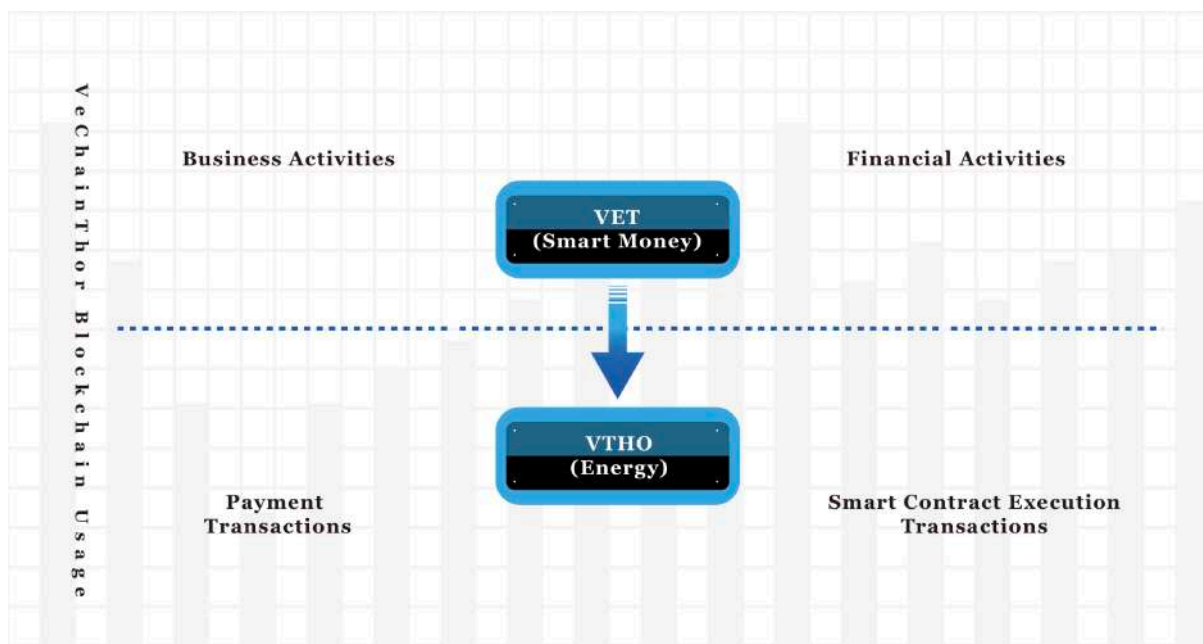 VeChainThor Blockchain Usage
Business Activities
Financial Activities
VET
(Smart Money)
VTHO
(Energy)
Payment
Transactions
Smart Contract Execution
Transactions